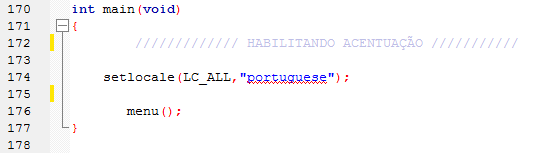 170 int main(void)
171 {
172 ///////////// HABILITANDO ACENTUAÇÃO ///////////
173
174 setlocale(LC_ALL,"portuguese");
175
176 menu();
177 }
178